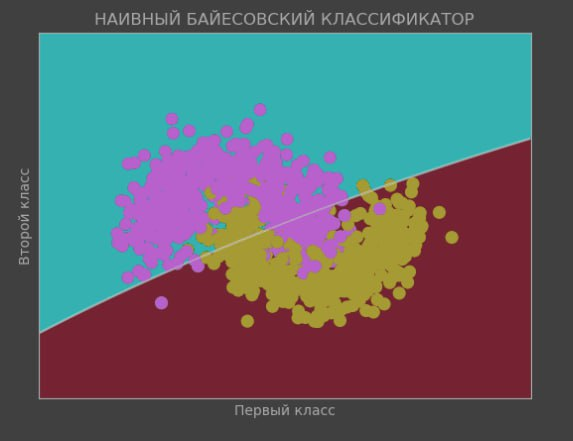 НАИВНЫЙ БАЙЕСОВСКИЙ КЛАССИФИКАТОР
Второй класс
Первый класс